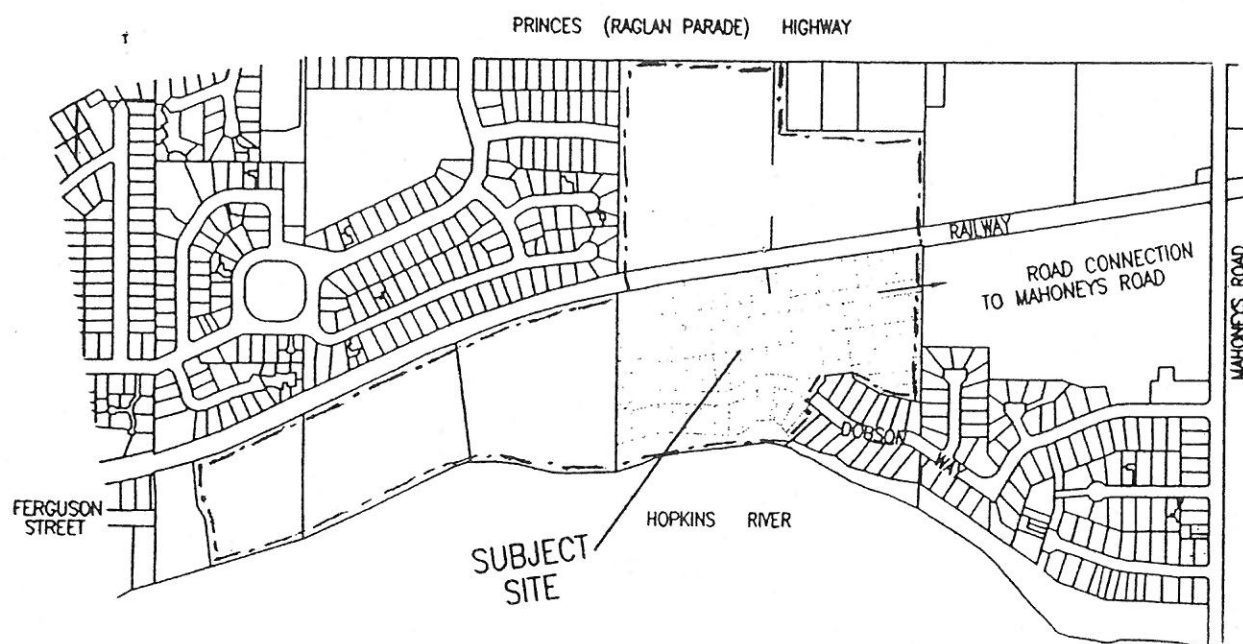 PRINCES (RAGLAN PARADE) HIGHWAY
RAILWAY
ROAD CONNECTION
TO MAHONEYS ROAD
MAHONEYS ROAD
DOBSON WAY
FERGUSON
STREET
HOPKINS RIVER
SUBJECT
SITE